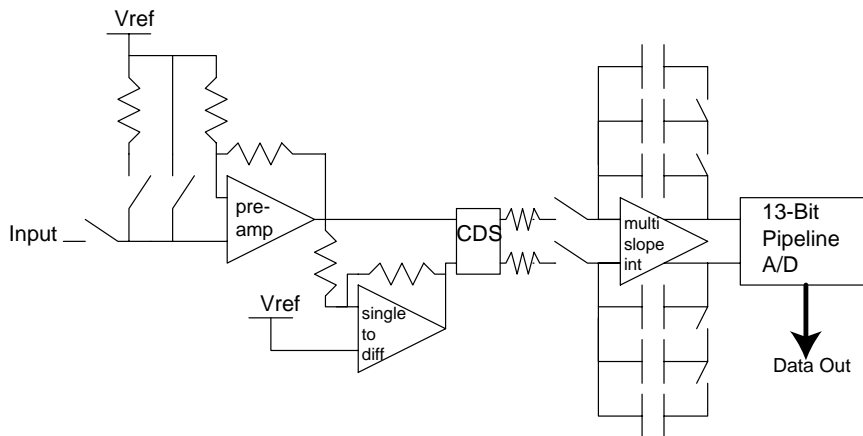 Vref
Input
pre-
amp
Vref
single
to
diff
CDS
multi
slope
int
13-Bit
Pipeline
A/D
Data Out